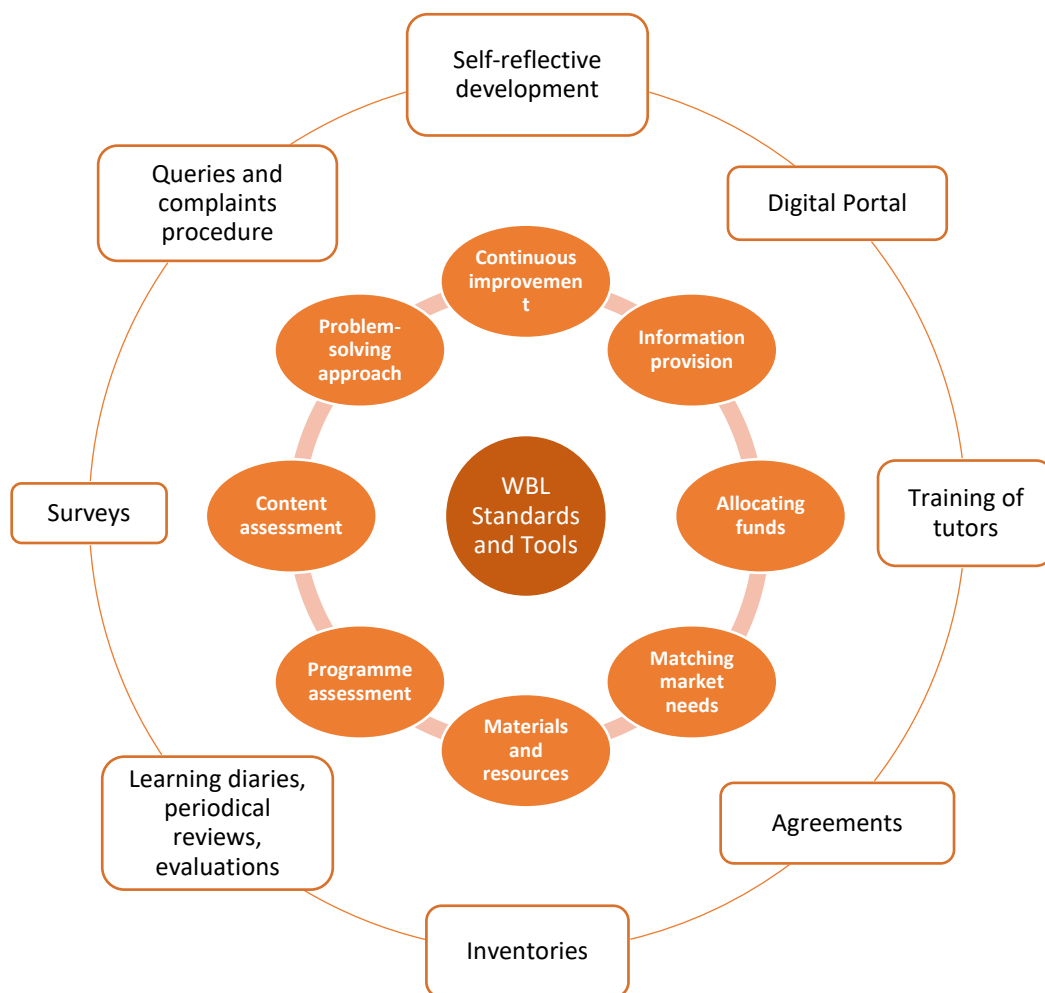 Self-reflective
development
Queries and
complaints
procedure
Digital Portal
Continuous
improvemen
t
Problem-
solving
approach
Information
provision
Surveys
Content
assessment
WBL
Standards
and Tools
Allocating
funds
Training of
tutors
Programme
assessment
Matching
market
needs
Materials
and
resources
Learning diaries,
periodical
reviews,
evaluations
Agreements
Inventories